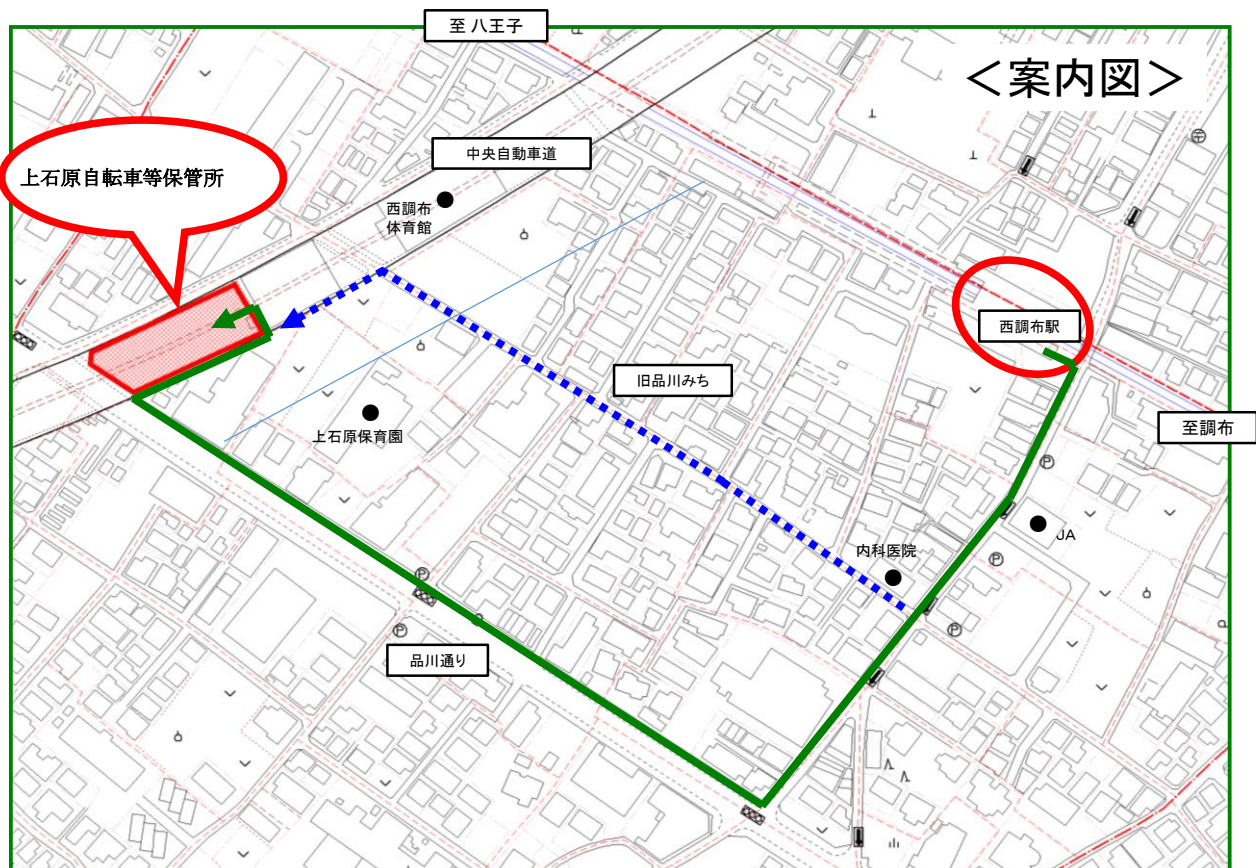 至 八王子
＜案内図＞
中央自動車道
上石原自転車等保管所
西調布
体育館
西調布駅
旧品川みち
至調布
上石原保育園
JA
内科医院
品川通り
P
P
P
P
P